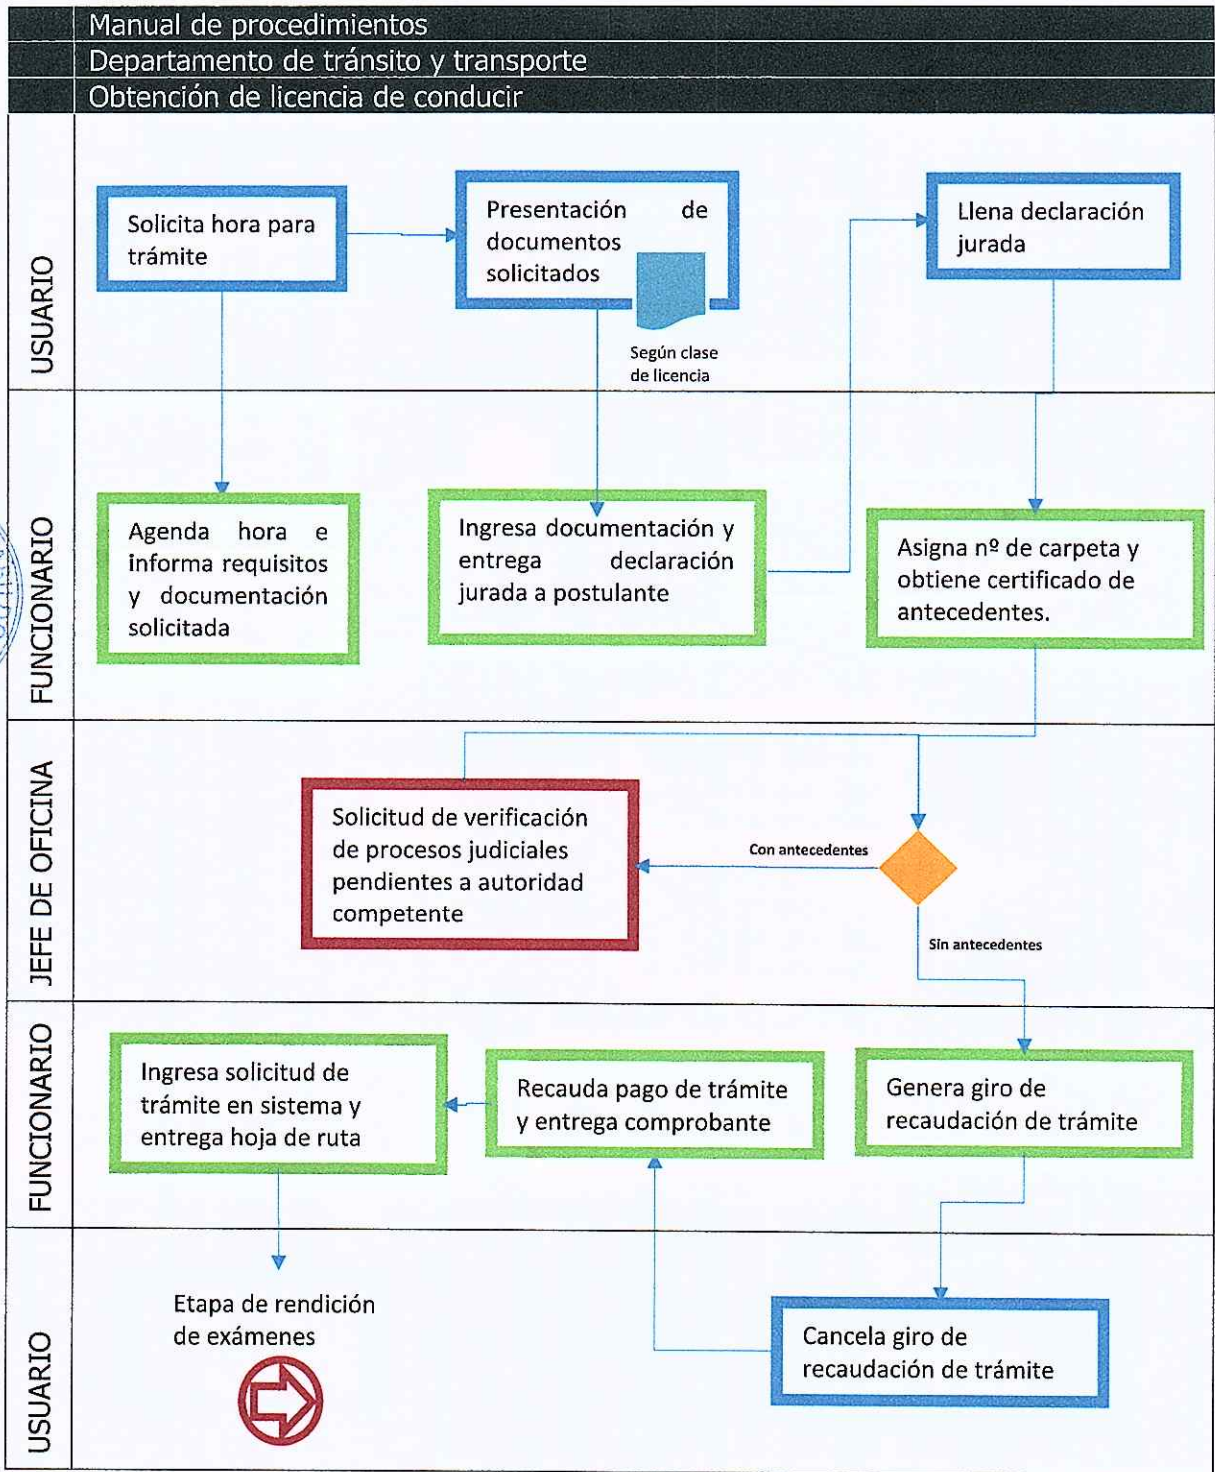 Manual de procedimientos
Departamento de tránsito y transporte
Obtención de licencia de conducir
USUARIO
Solicita hora para
trámite
Presentación de
documentos
solicitados
Según clase
de licencia
Llena declaración
jurada
FUNCIONARIO
Agenda hora e
informa requisitos
y documentación
solicitada
Ingresa documentación y
entrega declaración
jurada a postulante
Asigna nº de carpeta y
obtiene certificado de
antecedentes.
JEFE DE OFICINA
Solicitud de verificación
de procesos judiciales
pendientes a autoridad
competente
Con antecedentes
Sin antecedentes
FUNCIONARIO
Ingresa solicitud de
trámite en sistema y
entrega hoja de ruta
Recauda pago de trámite
y entrega comprobante
Genera giro de
recaudación de trámite
USUARIO
Etapa de rendición
de exámenes
Cancela giro de
recaudación de trámite